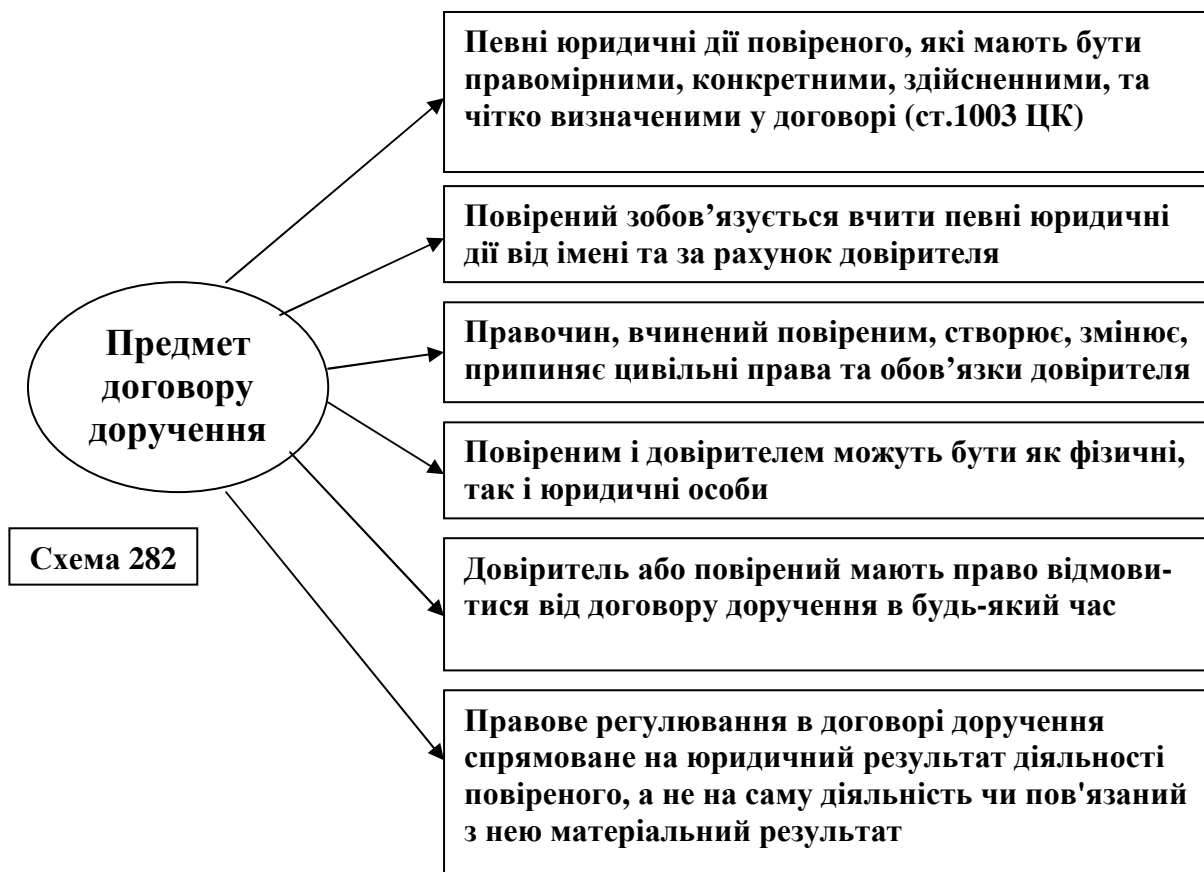 Певні юридичні дії повіреного, які мають бути
правомірними, конкретними, здійсненними, та
чітко визначеними у договорі (ст.1003 ЦК)
Повірений зобов’язується вчити певні юридичні
дії від імені та за рахунок довірителя
Предмет
договору
доручення
Правочин, вчинений повіреним, створює, змінює,
припиняє цивільні права та обов’язки довірителя
Повіреним і довірителем можуть бути як фізичні,
так і юридичні особи
Схема 282
Довіритель або повірений мають право відмови-
тися від договору доручення в будь-який час
Правове регулювання в договорі доручення
спрямоване на юридичний результат діяльності
повіреного, а не на саму діяльність чи пов'язаний
з нею матеріальний результат